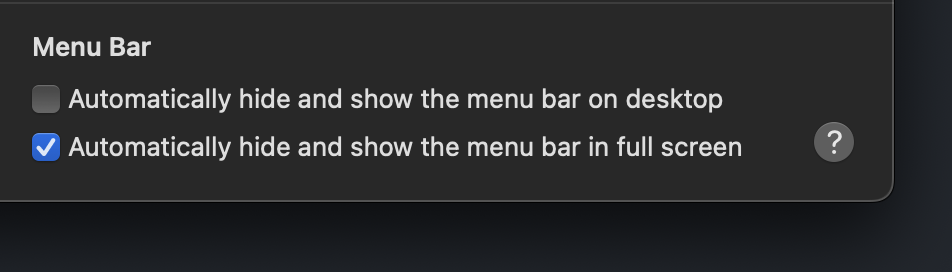 Menu Bar
Automatically hide and show the menu bar on desktop
Automatically hide and show the menu bar in full screen
?